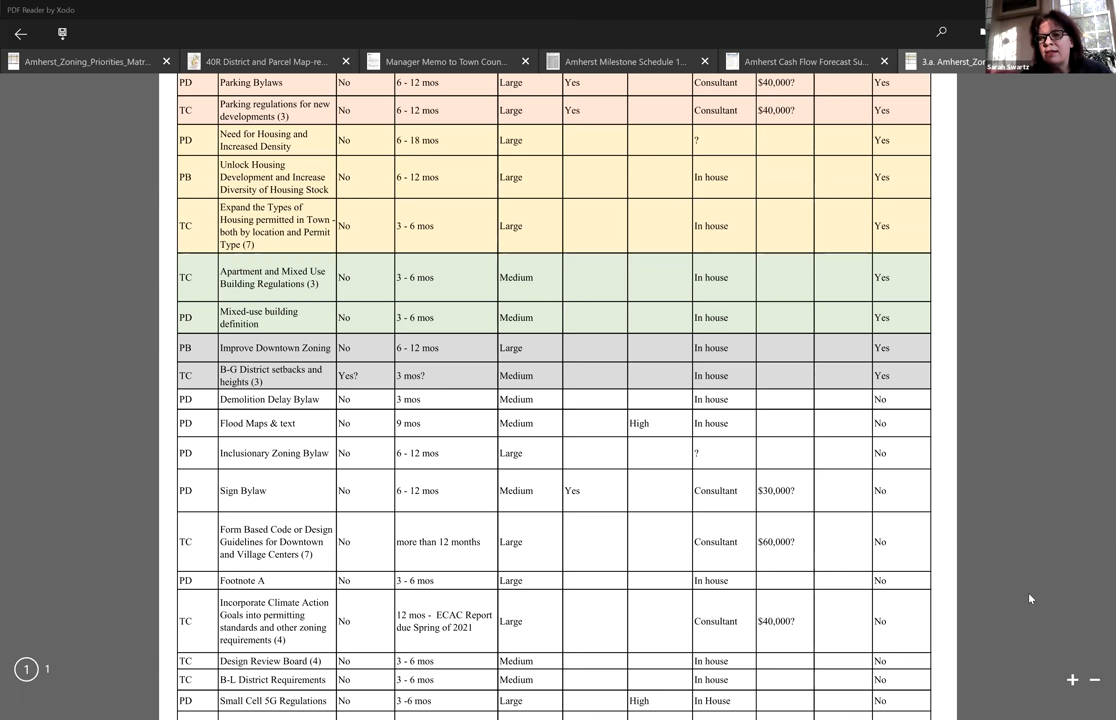 PDF Reader by Xodo
Amherst_Zoning_Priorities_Matr...
40R District and Parcel Map-re...
Manager Memo to Town Coun...
Amherst Milestone Schedule 1...
Amherst Cash Flow Forecast Su...
3.a. Amherst_Zon
Sarah Swartz
PD Parking Bylaws No 6 - 12 mos Large Yes Consultant $40,000? Yes
TC Parking regulations for new
developments (3) No 6 - 12 mos Large Yes Consultant $40,000? Yes
PD Need for Housing and
Increased Density No 6 - 18 mos Large ? Yes
PB Unlock Housing
Development and Increase
Diversity of Housing Stock No 6 - 12 mos Large In house Yes
TC Expand the Types of
Housing permitted in Town -
both by location and Permit
Type (7) No 3 - 6 mos Large In house Yes
TC Apartment and Mixed Use
Building Regulations (3) No 3 - 6 mos Medium In house Yes
PD Mixed-use building
definition No 3 - 6 mos Medium In house Yes
PB Improve Downtown Zoning No 6 - 12 mos Large In house Yes
TC B-G District setbacks and
heights (3) Yes? 3 mos? Medium In house Yes
PD Demolition Delay Bylaw No 3 mos Medium In house No
PD Flood Maps & text No 9 mos Medium High In house No
PD Inclusionary Zoning Bylaw No 6 - 12 mos Large ? No
PD Sign Bylaw No 6 - 12 mos Medium Yes Consultant $30,000? No
TC Form Based Code or Design
Guidelines for Downtown
and Village Centers (7) No more than 12 months Large Consultant $60,000? No
PD Footnote A No 3 - 6 mos Large In house No
TC Incorporate Climate Action
Goals into permitting
standards and other zoning
requirements (4) No 12 mos - ECAC Report
due Spring of 2021 Large Consultant $40,000? No
TC Design Review Board (4) No 3 - 6 mos Medium In house No
TC B-L District Requirements No 3 - 6 mos Medium In house No
PD Small Cell 5G Regulations No 3 -6 mos Large High In House No
1 1